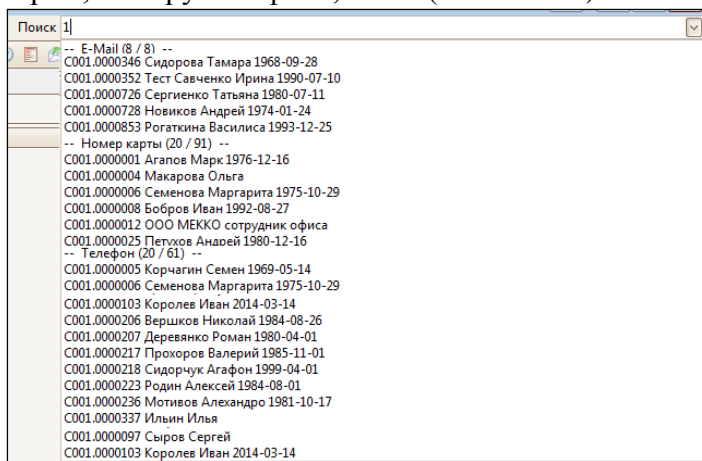 Поиск 1
-- E-Mail (8 / 8) --
C001.0000346 Сидорова Тамара 1968-09-28
C001.0000352 Тест Савченко Ирина 1990-07-10
C001.0000726 Сергиенко Татьяна 1980-07-11
C001.0000728 Новиков Андрей 1974-01-24
C001.0000853 Рогаткина Василиса 1993-12-25
-- Номер карты (20 / 91) --
C001.0000001 Агапов Марк 1976-12-16
C001.0000004 Макарова Ольга
C001.0000006 Семенова Маргарита 1975-10-29
C001.0000008 Бобров Иван 1992-08-27
C001.0000012 ООО МЕККО сотрудник офиса
C001.0000025 Петухов Андрей 1980-12-16
-- Телефон (20 / 61) --
C001.0000005 Корчагин Семен 1969-05-14
C001.0000006 Семенова Маргарита 1975-10-29
C001.0000103 Королев Иван 2014-03-14
C001.0000206 Вершков Николай 1984-08-26
C001.0000207 Деревянко Роман 1980-04-01
C001.0000217 Прохоров Валерий 1985-11-01
C001.0000218 Сидорчук Агафон 1999-04-01
C001.0000223 Родин Алексей 1984-08-01
C001.0000236 Мотивов Алехандро 1981-10-17
C001.0000337 Ильин Илья
C001.0000097 Сыров Сергей
C001.0000103 Королев Иван 2014-03-14